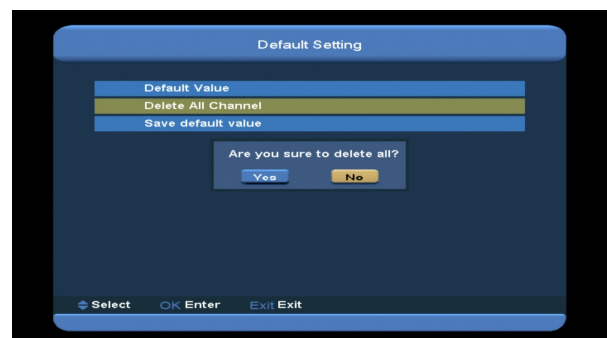 Default Setting
Default Value
Delete All Channel
Save default value
Are you sure to delete all?
Yes No
Select OK Enter Exit Exit